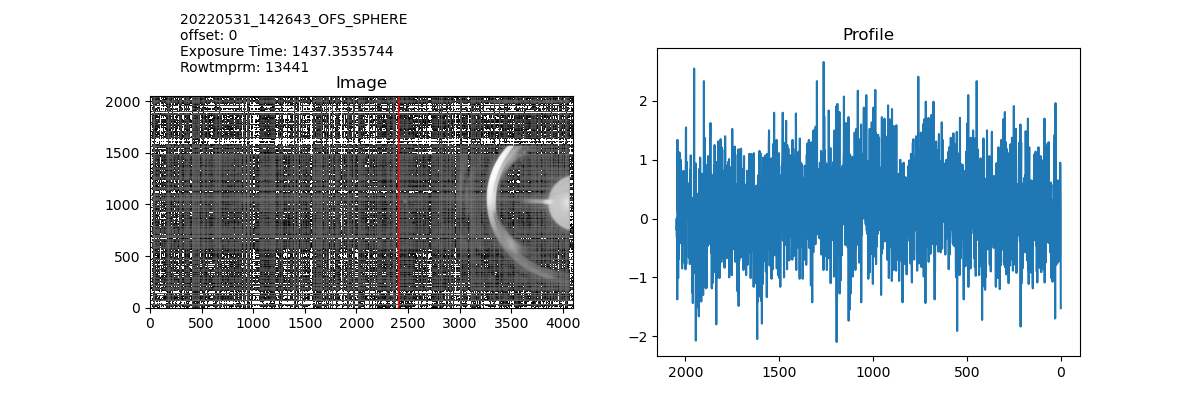 20220531_142643_OFS_SPHERE
offset: 0
Exposure Time: 1437.3535744
Rowtmprm: 13441
Image
2000
1500
1000
500
0
0 500 1000 1500 2000 2500 3000 3500 4000
Profile
2
1
0
−1
−2
2000 1500 1000 500 0